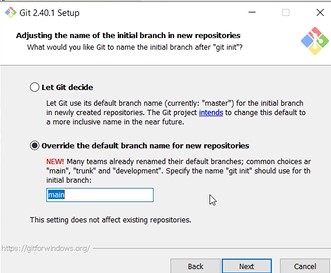 Git 2.40.1 Setup
Adjusting the name of the initial branch in new repositories
What would you like Git to name the initial branch after "git init"?
Let Git decide
Let Git use its default branch name (currently: "master") for the initial branch
in newly created repositories. The Git project intends to change this default to
a more inclusive name in the near future.
Override the default branch name for new repositories
NEW! Many teams already renamed their default branches; common choices ar
"main", "trunk" and "development". Specify the name "git init" should use for th
initial branch:
main
This setting does not affect existing repositories.
https://gitforwindows.org/
Back
Next
Cancel